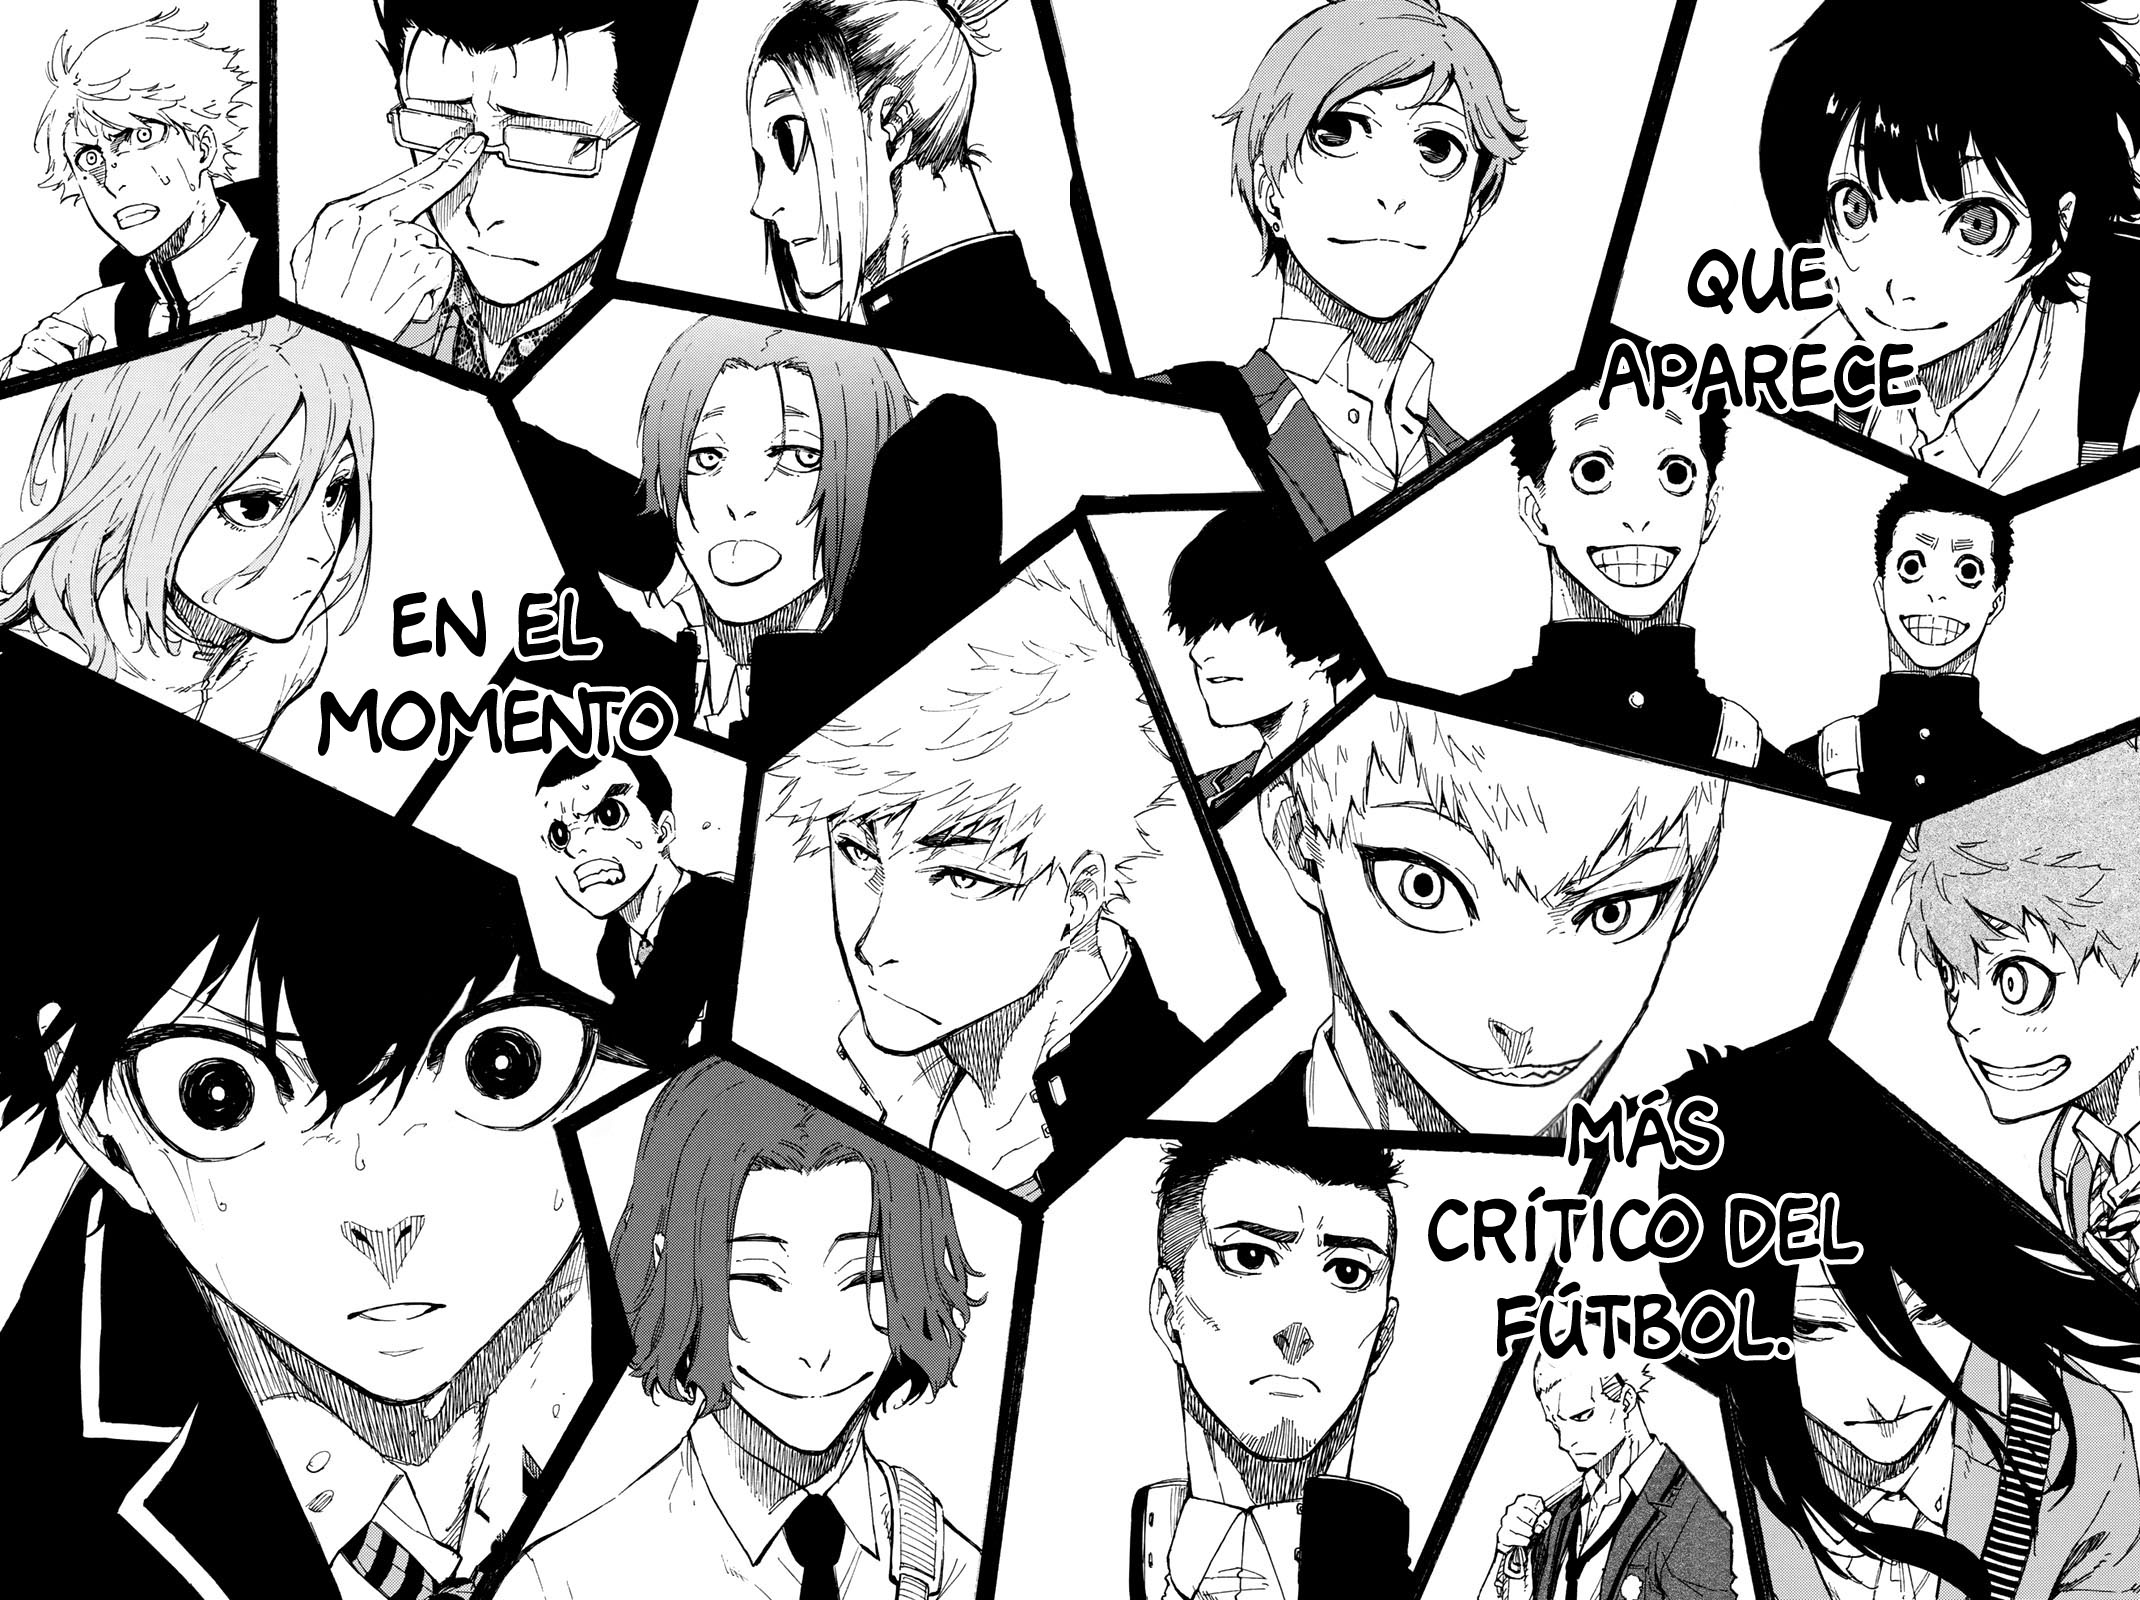 QUE
APARECE
EN EL
MOMENTO
MÁS
CRÍTICO DEL
FÚTBOL.